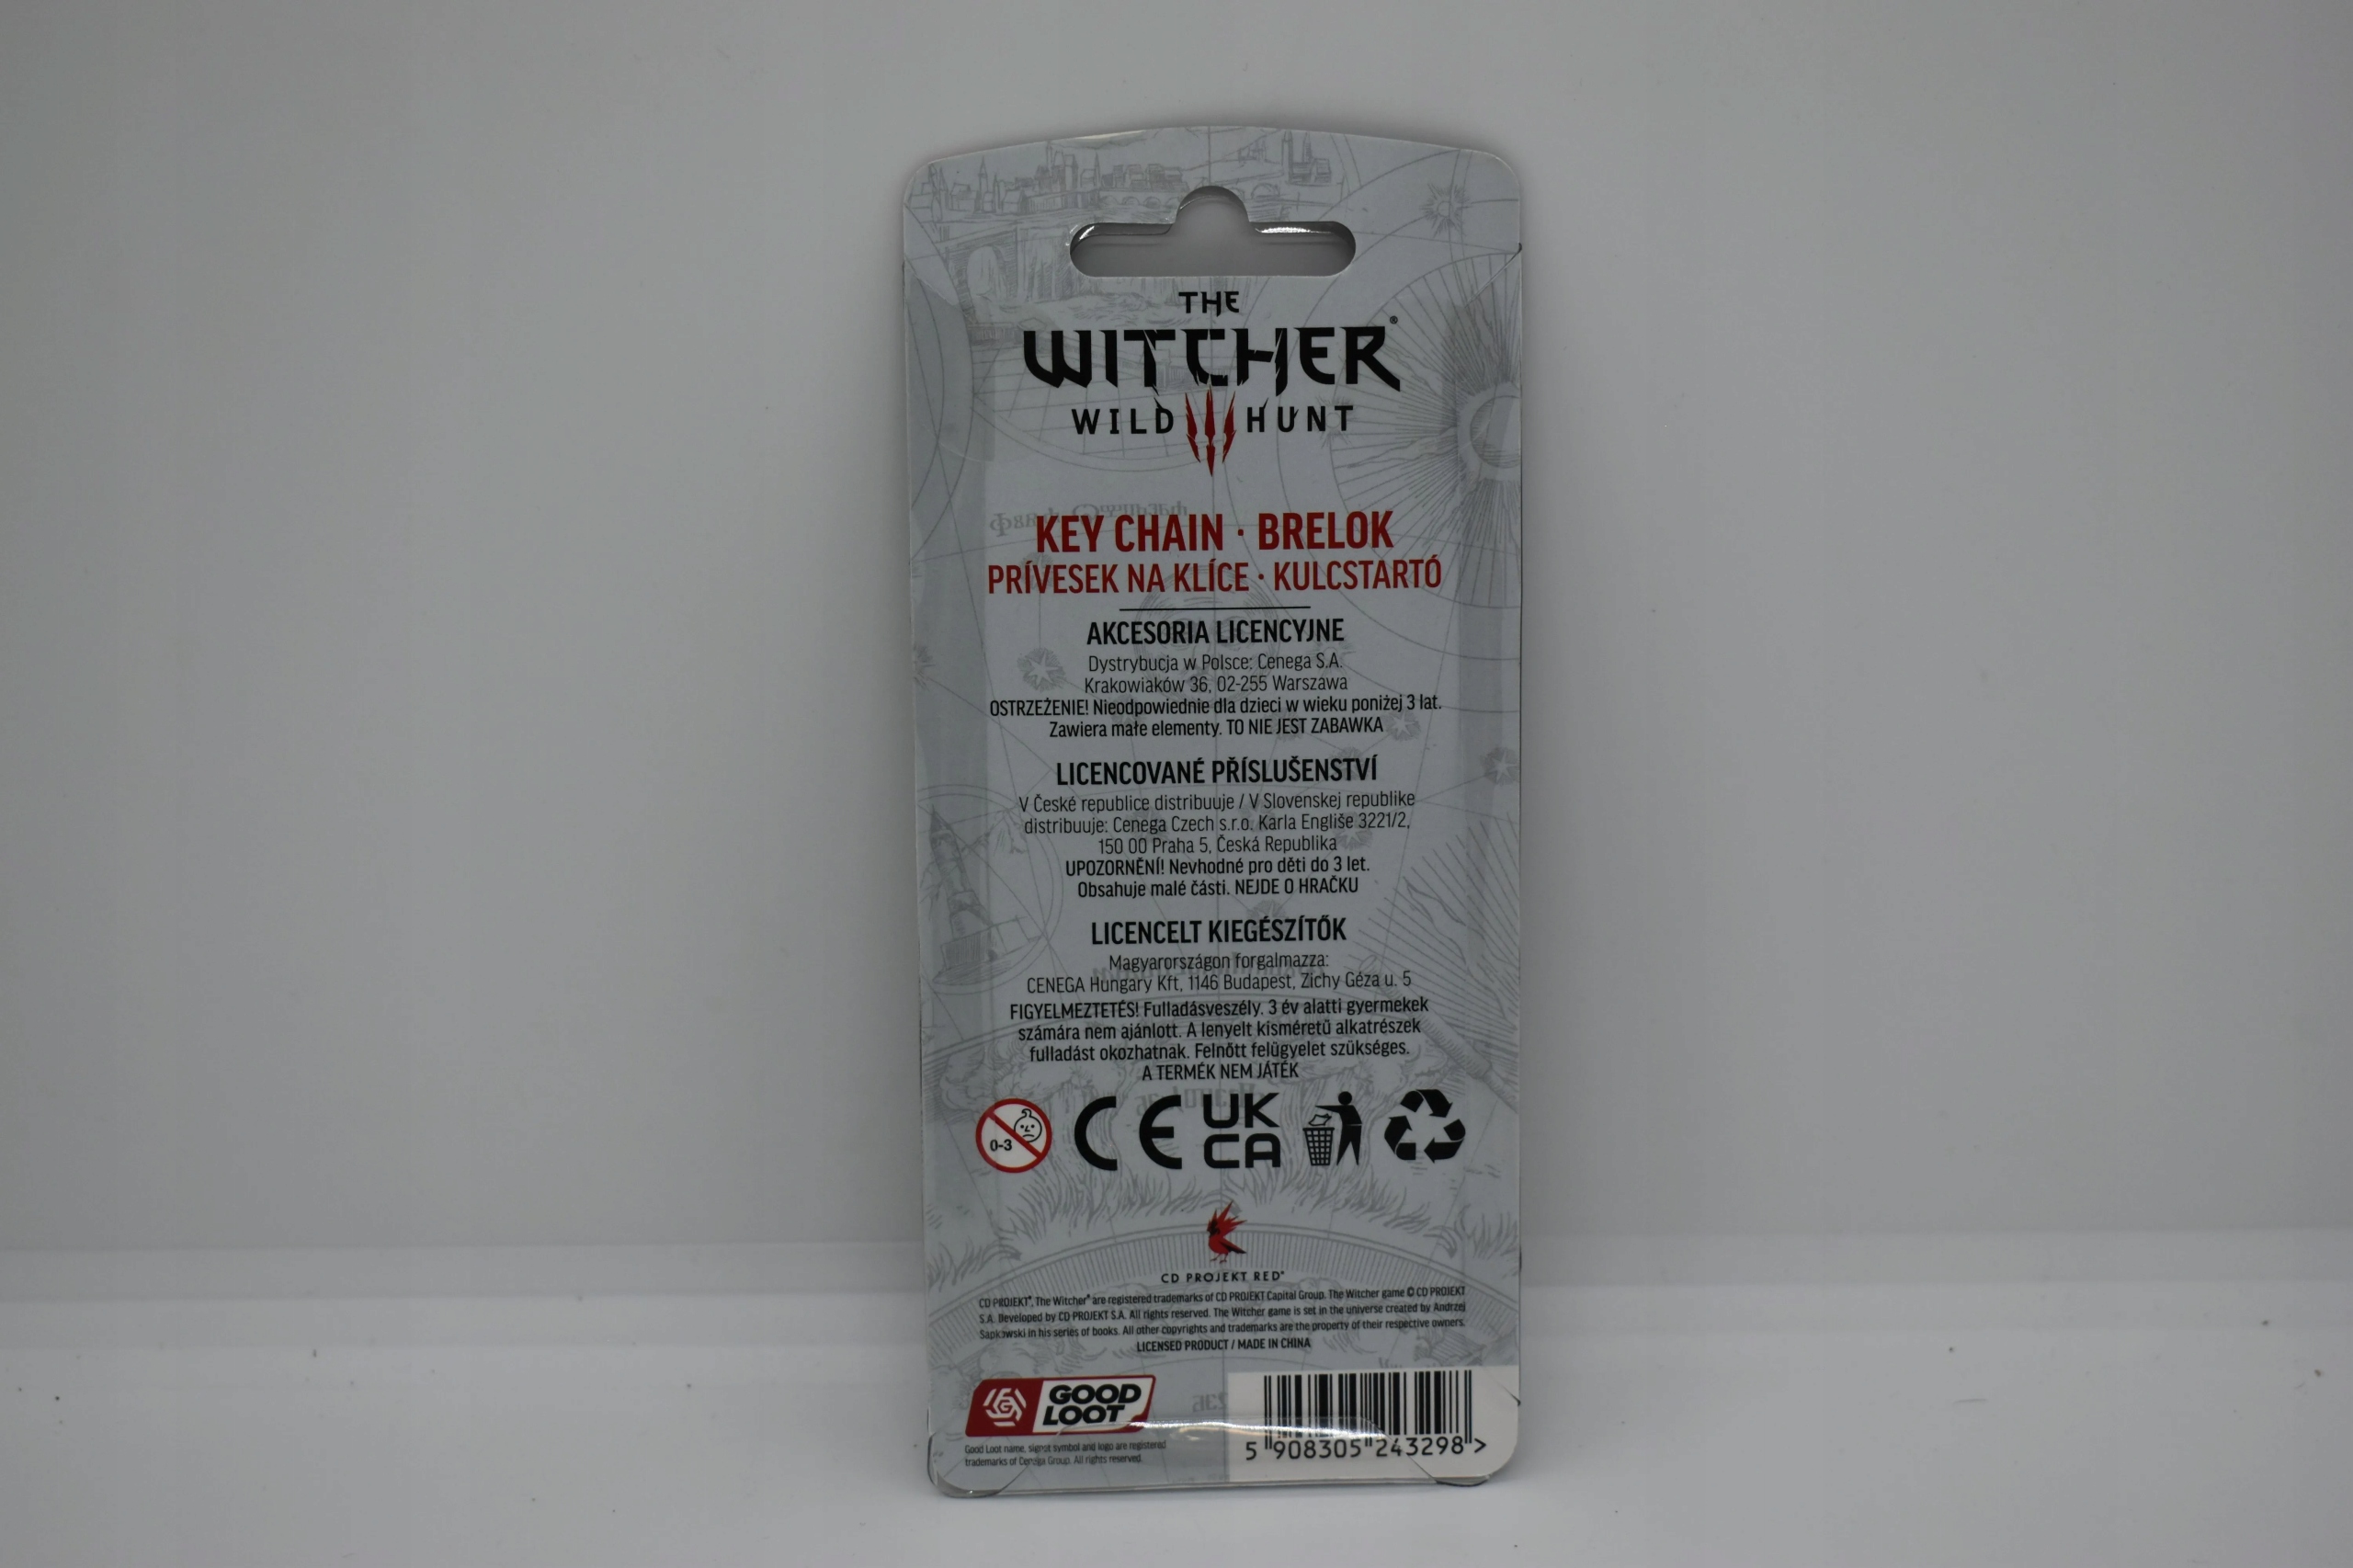 THE
WITCHER®
WILD HUNT
KEY CHAIN · BRELOK
PRÍVESEK NA KLÍCE · KULCSTARTÓ
AKCESORIA LICENCYJNE
Dystrybucja w Polsce: Cenega S.A.
Krakowiaków 36, 02-255 Warszawa
OSTRZEŻENIE! Nieodpowiednie dla dzieci w wieku poniżej 3 lat.
Zawiera małe elementy. TO NIE JEST ZABAWKA
LICENCOVANÉ PŘÍSLUŠENSTVÍ
V České republice distribuuje / V Slovenskej republike
distribuuje: Cenega Czech s.r.o. Karla Engliše 3221/2,
150 00 Praha 5, Česká Republika
UPOZORNĚNÍ! Nevhodné pro děti do 3 let.
Obsahuje malé části. NEJDE O HRAČKU
LICENCELT KIEGÉSZÍTŐK
Magyarországon forgalmazza:
CENEGA Hungary Kft, 1146 Budapest, Zichy Géza u. 5
FIGYELMEZTETÉS! Fulladásveszély. 3 év alatti gyermekek
számára nem ajánlott. A lenyelt kisméretű alkatrészek
fulladást okozhatnak. Felnőtt felügyelet szükséges.
A TERMÉK NEM JÁTÉK
0-3 CE UK
CA
CD PROJEKT RED®
CD PROJEKT®, The Witcher® are registered trademarks of CD PROJEKT Capital Group. The Witcher game © CD PROJEKT
S.A. Developed by CD PROJEKT S.A. All rights reserved. The Witcher game is set in the universe created by Andrzej
Sapkowski in his series of books. All other copyrights and trademarks are the property of their respective owners.
LICENSED PRODUCT / MADE IN CHINA
GOOD
LOOT
Good Loot name, signot symbol and logo are registered
trademarks of Cenega Group. All rights reserved.
5 908305 243298 >